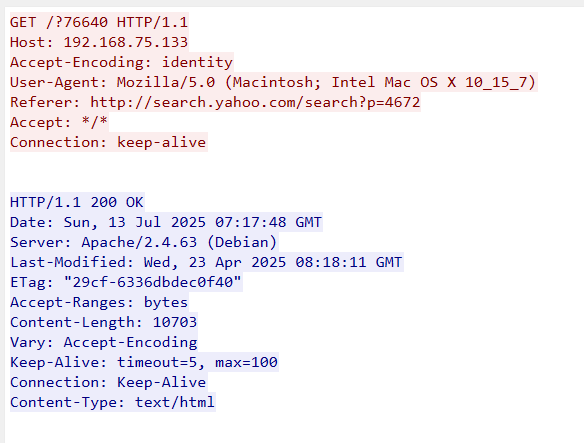 GET /?76640 HTTP/1.1
Host: 192.168.75.133
Accept-Encoding: identity
User-Agent: Mozilla/5.0 (Macintosh; Intel Mac OS X 10_15_7)
Referer: http://search.yahoo.com/search?p=4672
Accept: */*
Connection: keep-alive
HTTP/1.1 200 OK
Date: Sun, 13 Jul 2025 07:17:48 GMT
Server: Apache/2.4.63 (Debian)
Last-Modified: Wed, 23 Apr 2025 08:18:11 GMT
ETag: "29cf-6336dbdec0f40"
Accept-Ranges: bytes
Content-Length: 10703
Vary: Accept-Encoding
Keep-Alive: timeout=5, max=100
Connection: Keep-Alive
Content-Type: text/html